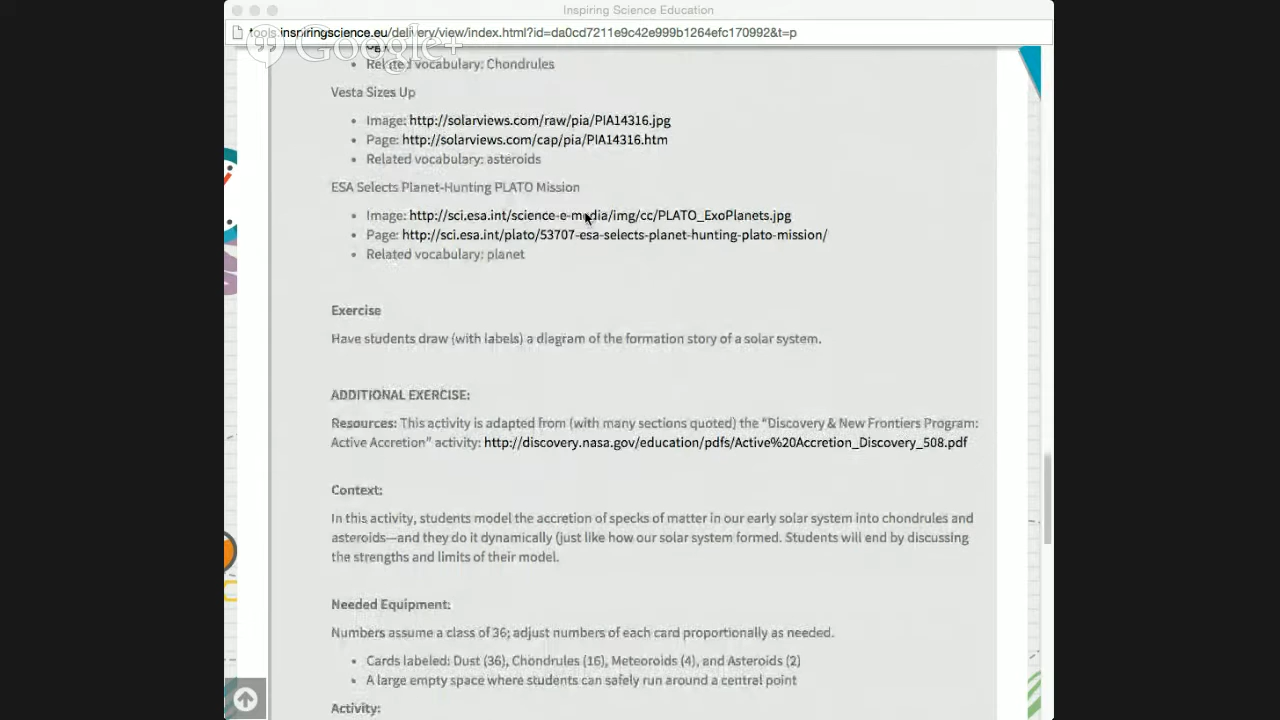 Inspiring Science Education
tools.inspiringscience.eu/delivery/view/index.html?id=da0cd7211e9c42e999b1264efc170992&t=p
Google+
Related vocabulary: Chondrules
Vesta Sizes Up
Image: http://solarviews.com/raw/pia/PIA14316.jpg
Page: http://solarviews.com/cap/pia/PIA14316.htm
Related vocabulary: asteroids
ESA Selects Planet-Hunting PLATO Mission
Image: http://sci.esa.int/science-e-media/img/cc/PLATO_ExoPlanets.jpg
Page: http://sci.esa.int/plato/53707-esa-selects-planet-hunting-plato-mission/
Related vocabulary: planet
Exercise
Have students draw (with labels) a diagram of the formation story of a solar system.
ADDITIONAL EXERCISE:
Resources: This activity is adapted from (with many sections quoted) the “Discovery & New Frontiers Program:
Active Accretion” activity: http://discovery.nasa.gov/education/pdfs/Active%20Accretion_Discovery_508.pdf
Context:
In this activity, students model the accretion of specks of matter in our early solar system into chondrules and
asteroids—and they do it dynamically (just like how our solar system formed. Students will end by discussing
the strengths and limits of their model.
Needed Equipment:
Numbers assume a class of 36; adjust numbers of each card proportionally as needed.
Cards labeled: Dust (36), Chondrules (16), Meteoroids (4), and Asteroids (2)
A large empty space where students can safely run around a central point
Activity: